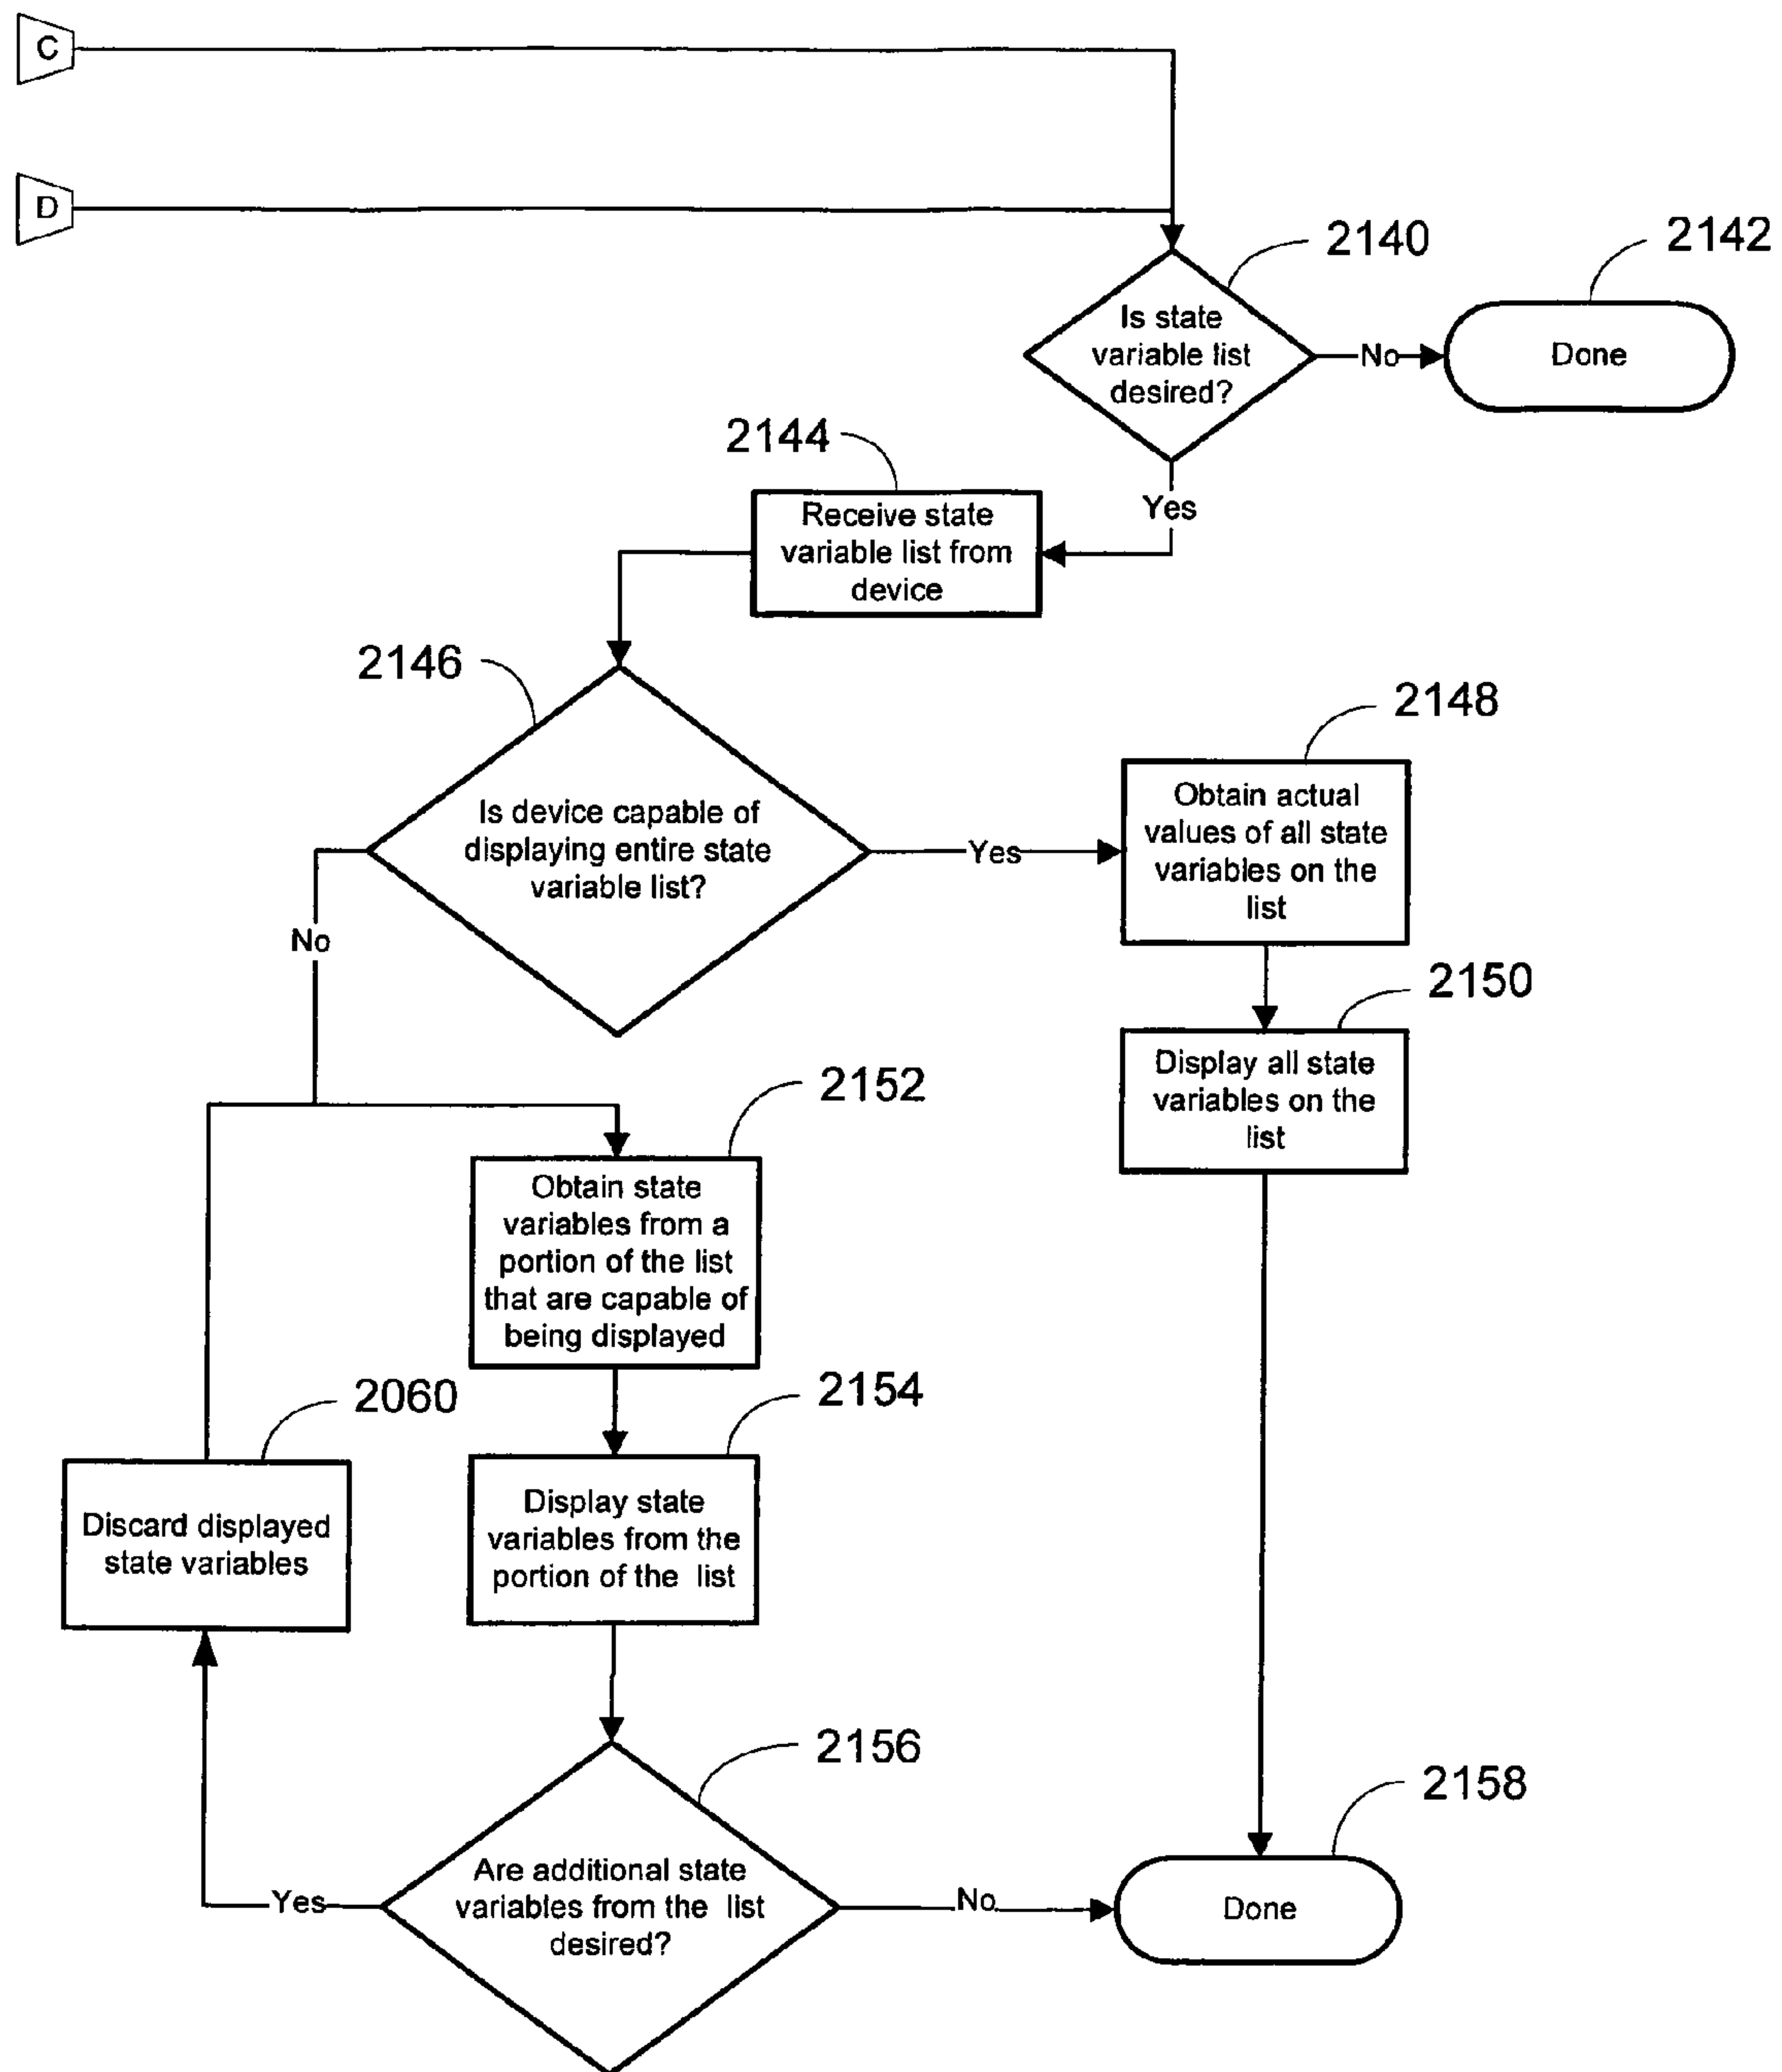 C
D
2140
2142
Is state
variable list
desired?
No
Done
2144
Yes
Receive state
variable list from
device
2146
2148
Is device capable of
displaying entire state
variable list?
Yes
Obtain actual
values of all state
variables on the
list
No
2150
Display all state
variables on the
list
2152
Obtain state
variables from a
portion of the list
that are capable of
being displayed
2060
2154
Discard displayed
state variables
Display state
variables from the
portion of the list
2156
2158
Are additional state
variables from the list
desired?
Yes
No
Done